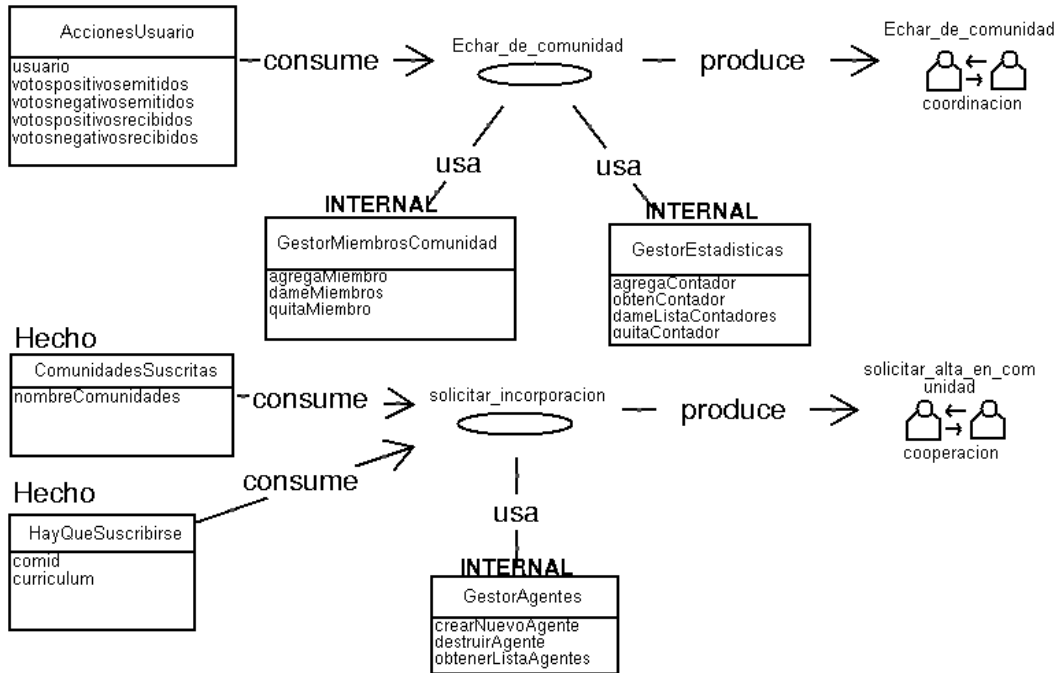 AccionesUsuario
usuario
votospositivosemitidos
votosnegativosemitidos
votospositivosrecibidos
votosnegativosrecibidos
consume
Echar_de_comunidad
produce
Echar_de_comunidad
coordinacion
usa
usa
INTERNAL
GestorMiembrosComunidad
agregaMiembro
dameMiembros
quitaMiembro
INTERNAL
GestorEstadisticas
agregaContador
obtenContador
dameListaContadores
quitaContador
Hecho
ComunidadesSuscritas
nombreComunidades
consume
solicitar_incorporacion
produce
solicitar_alta_en_com
unidad
cooperacion
consume
Hecho
HayQueSuscribirse
comid
curriculum
usa
INTERNAL
GestorAgentes
crearNuevoAgente
destruirAgente
obtenerListaAgentes